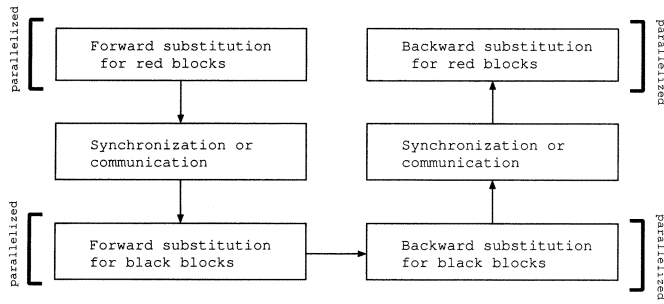 parallelized
Forward substitution
for red blocks
Synchronization or
communication
parallelized
Forward substitution
for black blocks
Backward substitution
for red blocks
parallelized
Synchronization or
communication
Backward substitution
for black blocks
parallelized